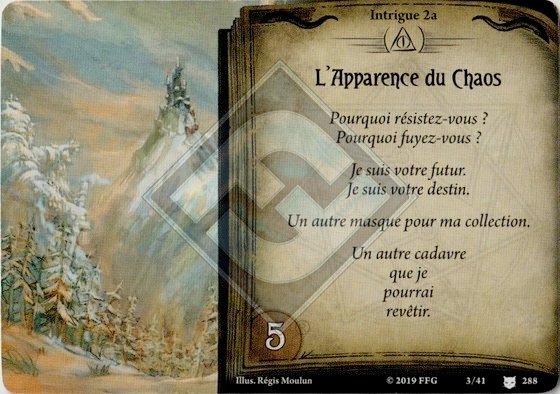 Intrigue 2a
L'Apparence du Chaos
Pourquoi résistez-vous ?
Pourquoi fuyez-vous ?
Je suis votre futur.
Je suis votre destin.
Un autre masque pour ma collection.
Un autre cadavre
que je
pourrai
revêtir.
5
Illus. Régis Moulun © 2019 FFG 3/41 288